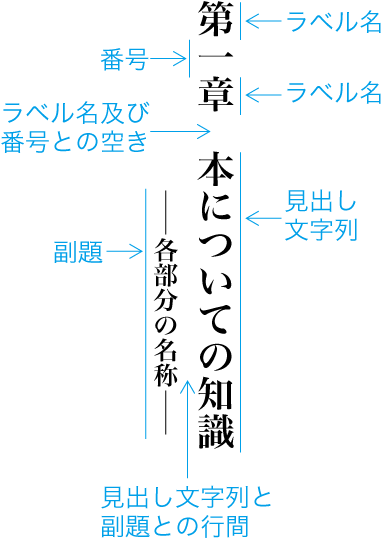 第一章 本についての知識
――各部分の名称――
ラベル名
番号
ラベル名
ラベル名及び
番号との空き
見出し
文字列
副題
見出し文字列と
副題との行間